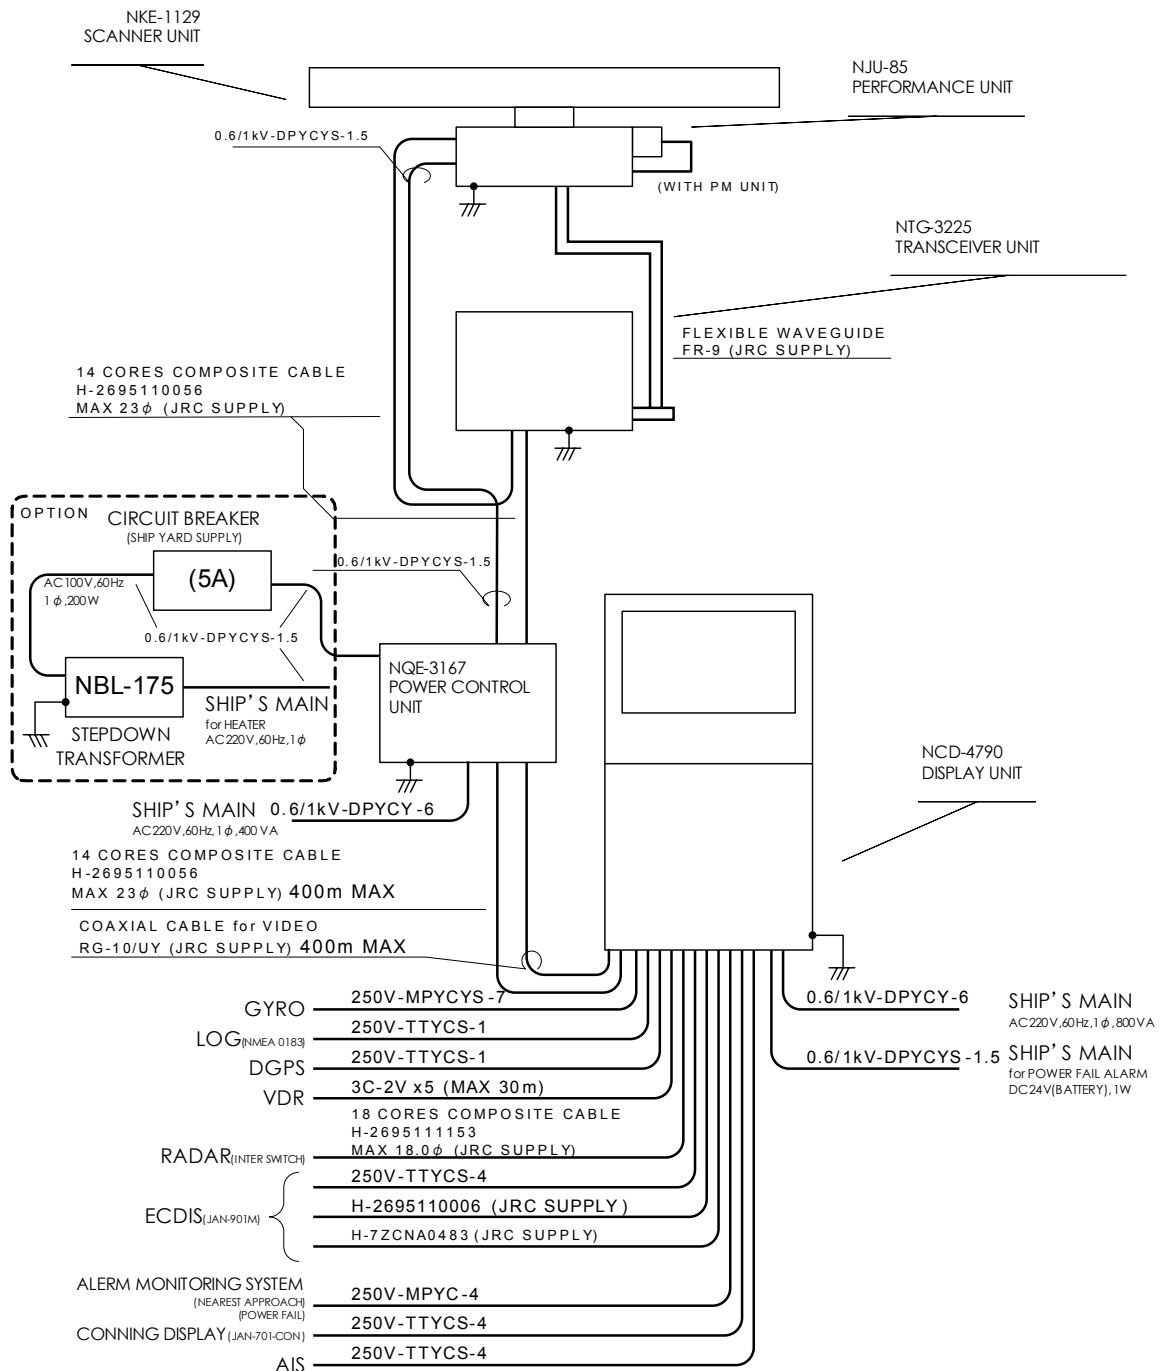 NKE-1129
SCANNER UNIT
NJU-85
PERFORMANCE UNIT
0.6/1kV-DPYCYS-1.5
(WITH PM UNIT)
NTG-3225
TRANSCEIVER UNIT
FLEXIBLE WAVEGUIDE
FR-9 (JRC SUPPLY)
14 CORES COMPOSITE CABLE
H-2695110056
MAX 23φ (JRC SUPPLY)
OPTION
CIRCUIT BREAKER
(SHIP YARD SUPPLY)
(5A)
AC100V,60Hz
1φ,200W
0.6/1kV-DPYCYS-1.5
0.6/1kV-DPYCYS-1.5
NBL-175
STEPDOWN
TRANSFORMER
SHIP'S MAIN
for HEATER
AC220V,60Hz,1φ
NQE-3167
POWER CONTROL
UNIT
NCD-4790
DISPLAY UNIT
SHIP'S MAIN 0.6/1kV-DPYCY-6
AC220V,60Hz,1φ,400VA
14 CORES COMPOSITE CABLE
H-2695110056
MAX 23φ (JRC SUPPLY) 400m MAX
COAXIAL CABLE for VIDEO
RG-10/UY (JRC SUPPLY) 400m MAX
GYRO 250V-MPYCYS-7
LOG(NMEA 0183) 250V-TTYCS-1
DGPS 250V-TTYCS-1
VDR 3C-2V x5 (MAX 30m)
18 CORES COMPOSITE CABLE
H-2695111153
RADAR(INTER SWITCH) MAX 18.0φ (JRC SUPPLY)
250V-TTYCS-4
ECDIS(JAN-901M) H-2695110006 (JRC SUPPLY)
H-7ZCNA0483 (JRC SUPPLY)
ALERM MONITORING SYSTEM 250V-MPYC-4
(NEAREST APPROACH)
(POWER FAIL)
CONNING DISPLAY(JAN-701-CON) 250V-TTYCS-4
AIS 250V-TTYCS-4
0.6/1kV-DPYCY-6 SHIP'S MAIN
AC220V,60Hz,1φ,800VA
0.6/1kV-DPYCYS-1.5 SHIP'S MAIN
for POWER FAIL ALARM
DC24V(BATTERY),1W